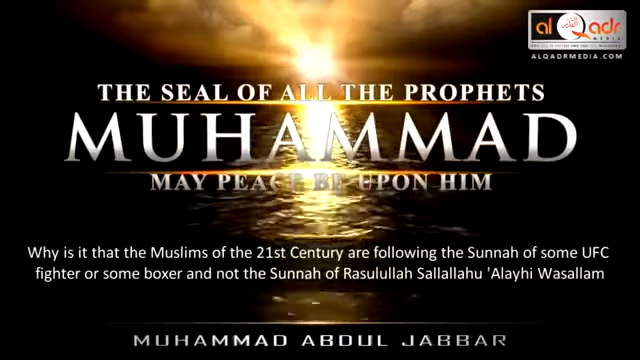 al Qadr
MEDIA
ALQADRMEDIA.COM
THE SEAL OF ALL THE PROPHETS
MUHAMMAD
MAY PEACE BE UPON HIM
Why is it that the Muslims of the 21st Century are following the Sunnah of some UFC
fighter or some boxer and not the Sunnah of Rasulullah Sallallahu 'Alayhi Wasallam
MUHAMMAD ABDUL JABBAR